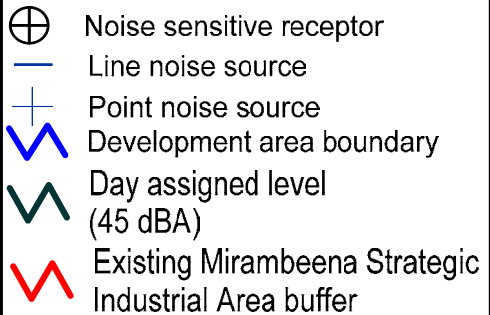 Noise sensitive receptor
Line noise source
Point noise source
Development area boundary
Day assigned level
(45 dBA)
Existing Mirambeena Strategic
Industrial Area buffer